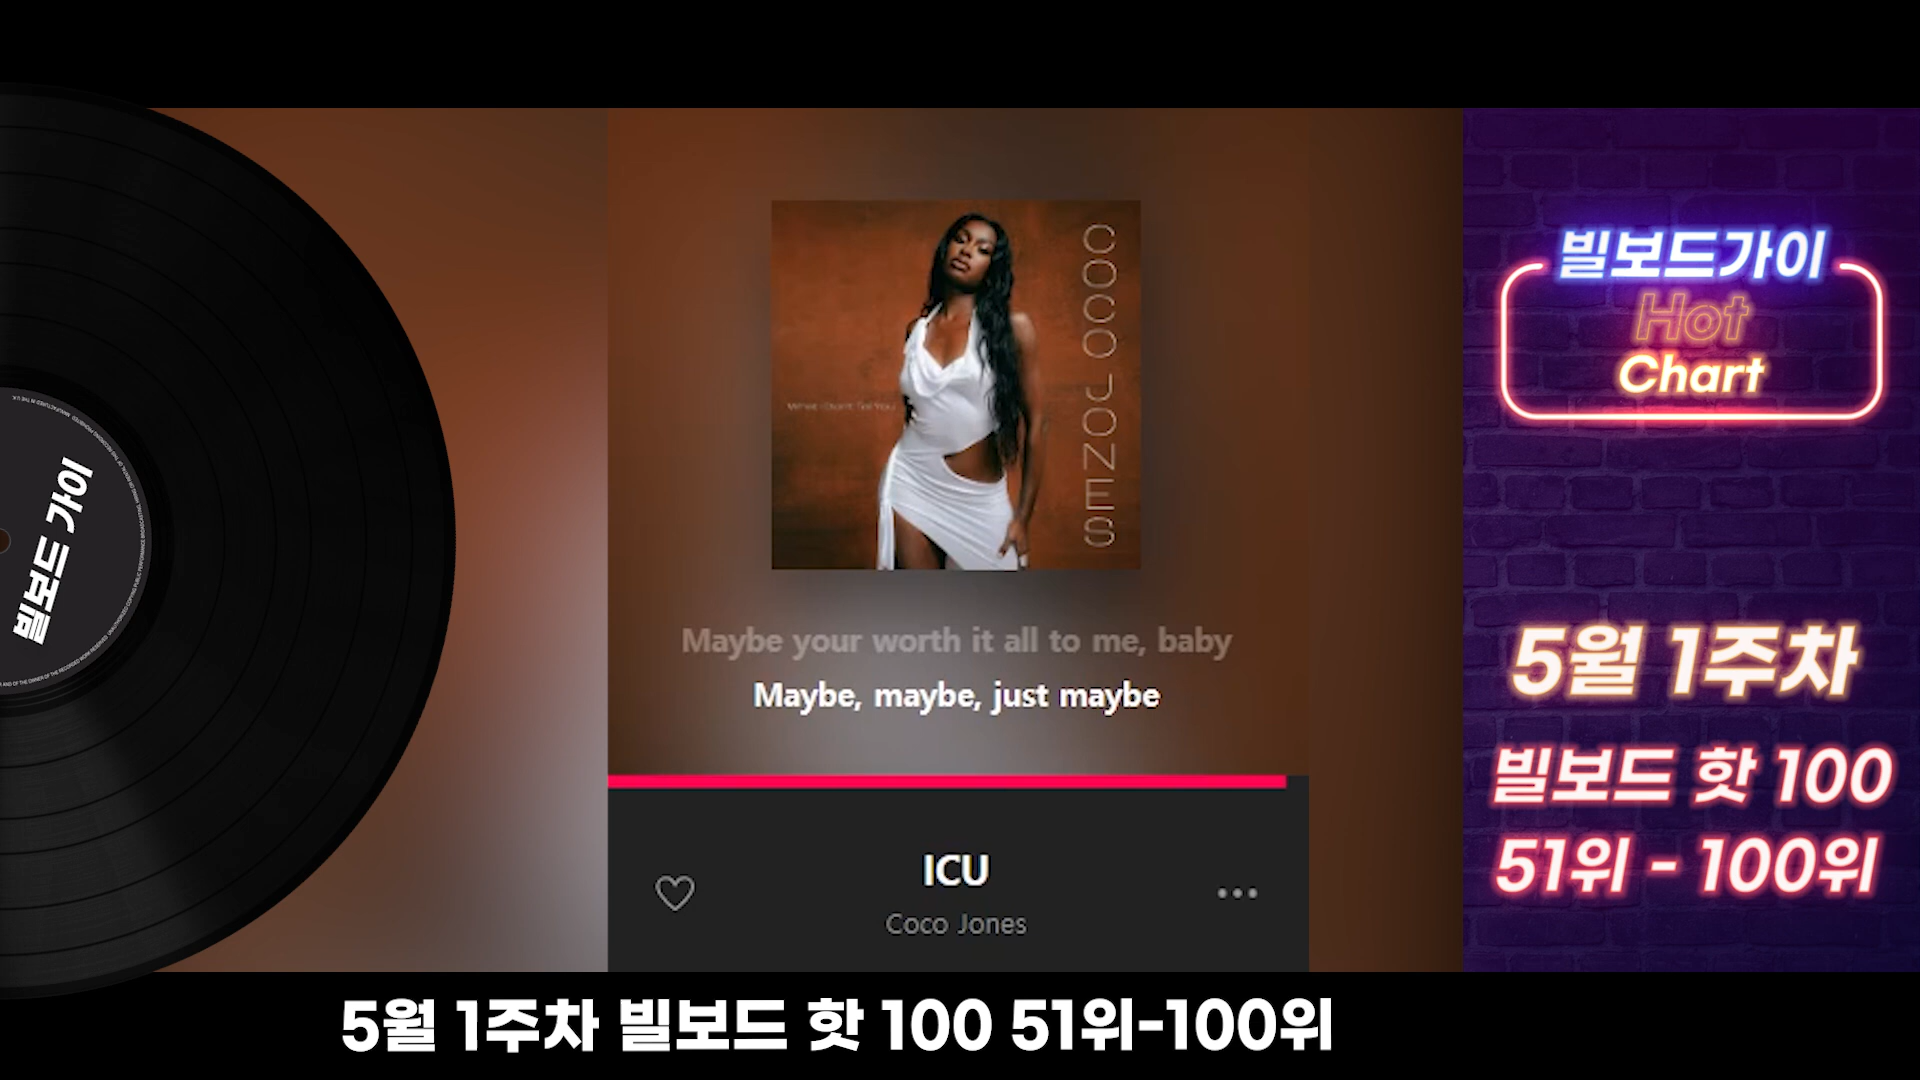 빌보드 가이
COCO JONES
Maybe your worth it all to me, baby
Maybe, maybe, just maybe
ICU
Coco Jones
빌보드가이
Hot
Chart
5월 1주차
빌보드 핫 100
51위 - 100위
5월 1주차 빌보드 핫 100 51위-100위